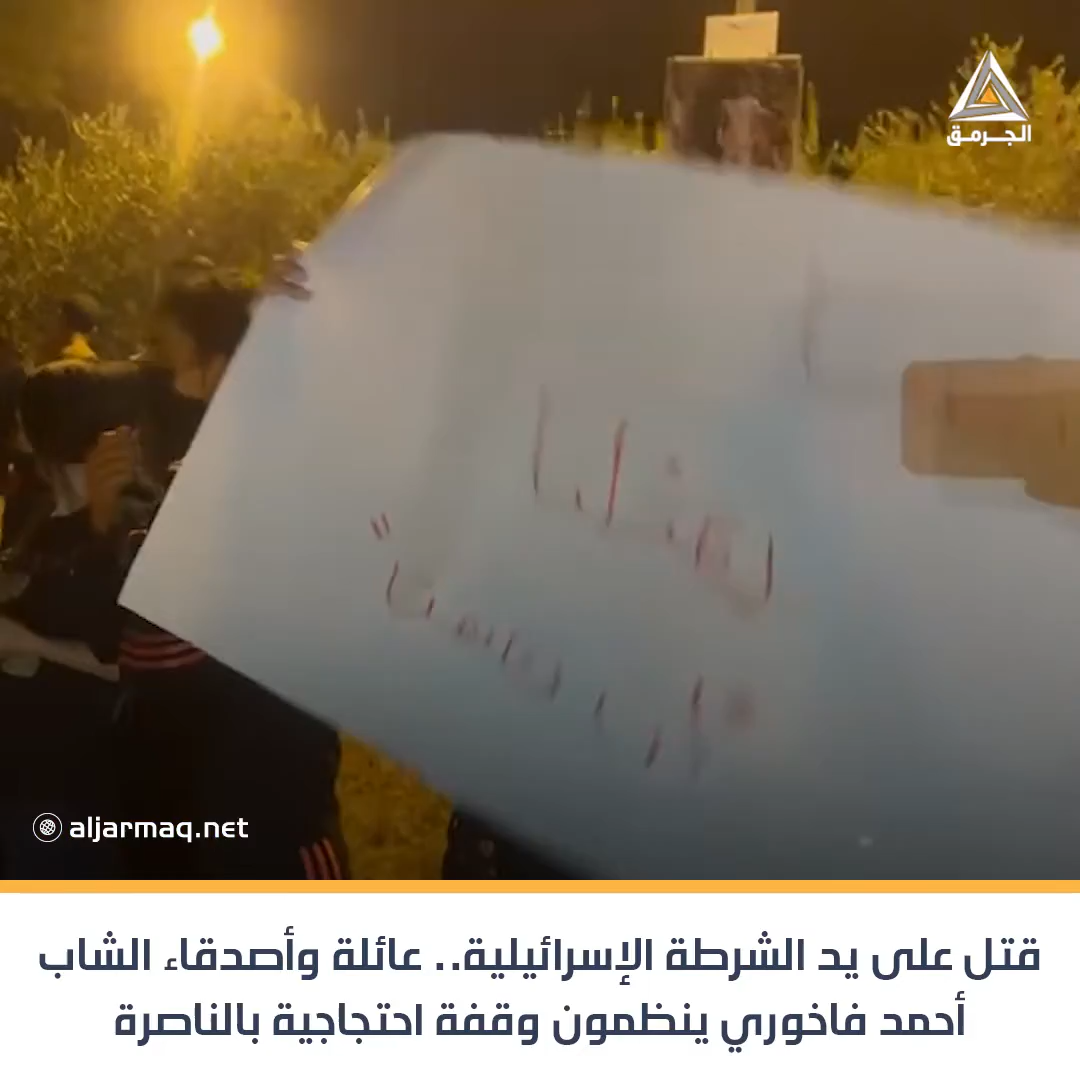 الجرمق
aljarmaq.net
قتل على يد الشرطة الإسرائيلية.. عائلة وأصدقاء الشاب
أحمد فاخوري ينظمون وقفة احتجاجية بالناصرة